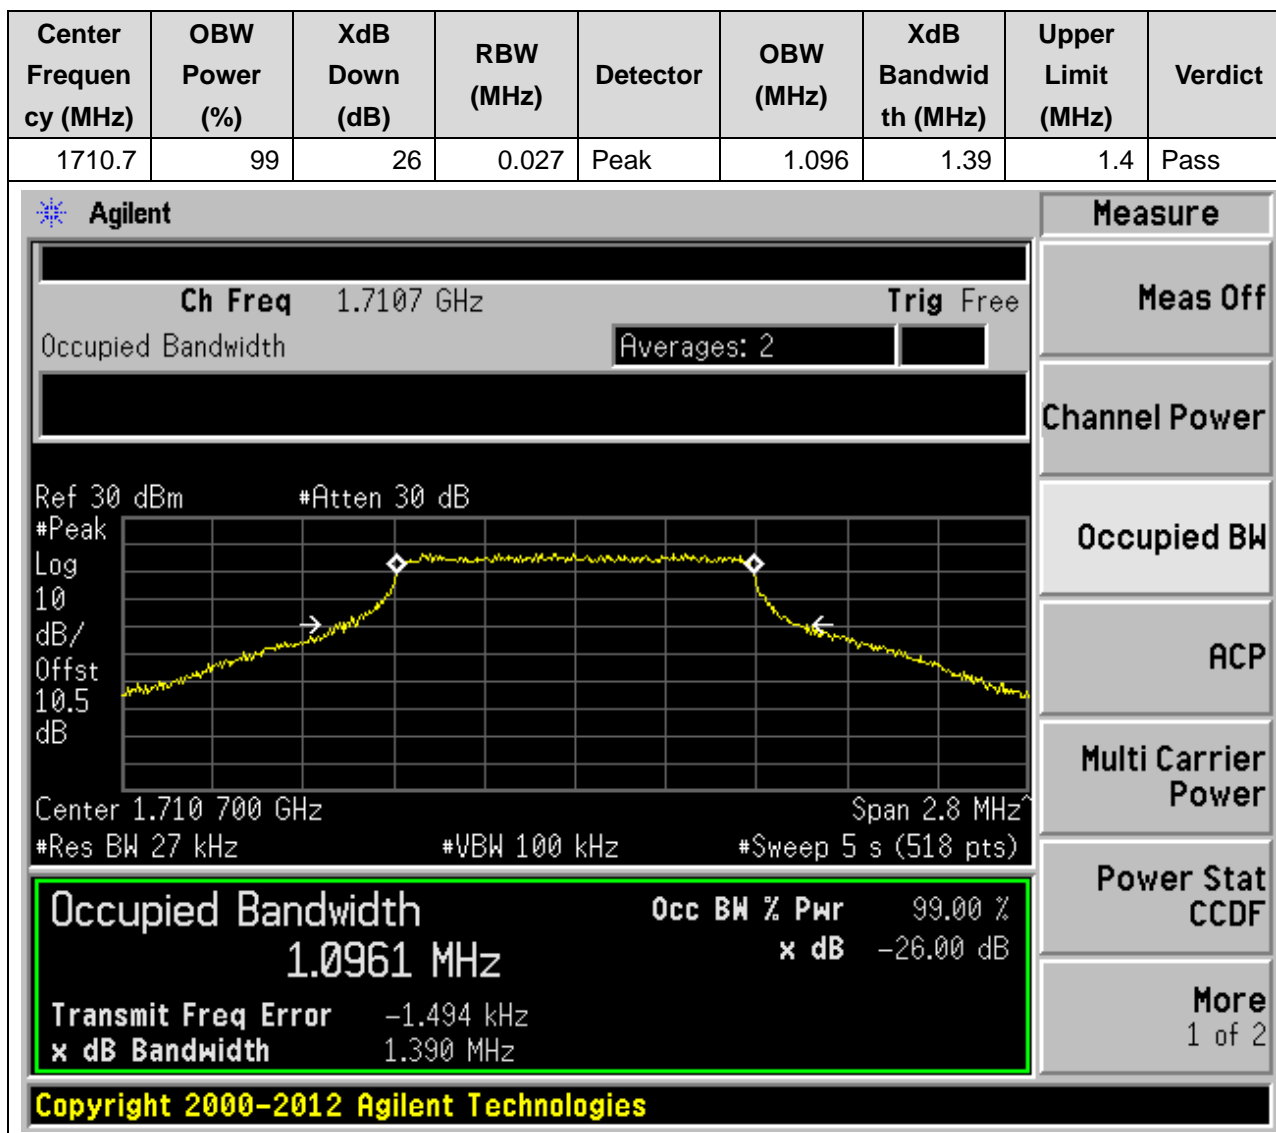 Center Frequen cy (MHz) | OBW Power (%) | XdB Down (dB) | RBW (MHz) | Detector | OBW (MHz) | XdB Bandwid th (MHz) | Upper Limit (MHz) | Verdict
1710.7 | 99 | 26 | 0.027 | Peak | 1.096 | 1.39 | 1.4 | Pass
Agilent
Measure
Ch Freq 1.7107 GHz Trig Free
Occupied Bandwidth Averages: 2
Meas Off
Channel Power
Occupied BW
ACP
Multi Carrier
Power
Power Stat
CCDF
More
1 of 2
Ref 30 dBm #Atten 30 dB
#Peak
Log
10
dB/
Offst
10.5
dB
Center 1.710 700 GHz Span 2.8 MHz^
#Res BW 27 kHz #VBW 100 kHz #Sweep 5 s (518 pts)
Occupied Bandwidth Occ BW % Pwr 99.00 %
1.0961 MHz x dB -26.00 dB
Transmit Freq Error -1.494 kHz
x dB Bandwidth 1.390 MHz
Copyright 2000-2012 Agilent Technologies